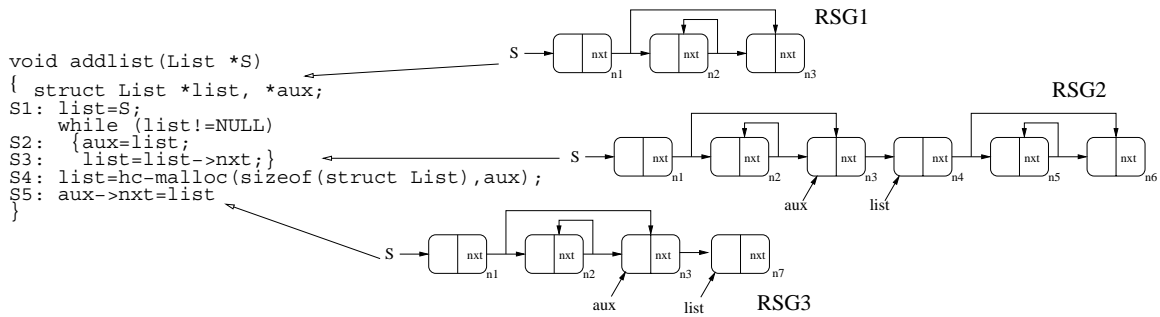 RSG1
S nxt nxt nxt
n1 n2 n3
void addlist(List *S)
{ struct List *list, *aux;
S1: list=S;
while (list!=NULL)
S2: {aux=list;
S3: list=list->nxt;}
S4: list=hc-malloc(sizeof(struct List),aux);
S5: aux->nxt=list
}
RSG2
S nxt nxt nxt nxt nxt nxt
n1 n2 n3 n4 n5 n6
aux list
S nxt nxt nxt nxt
n1 n2 n3 n7
aux list
RSG3